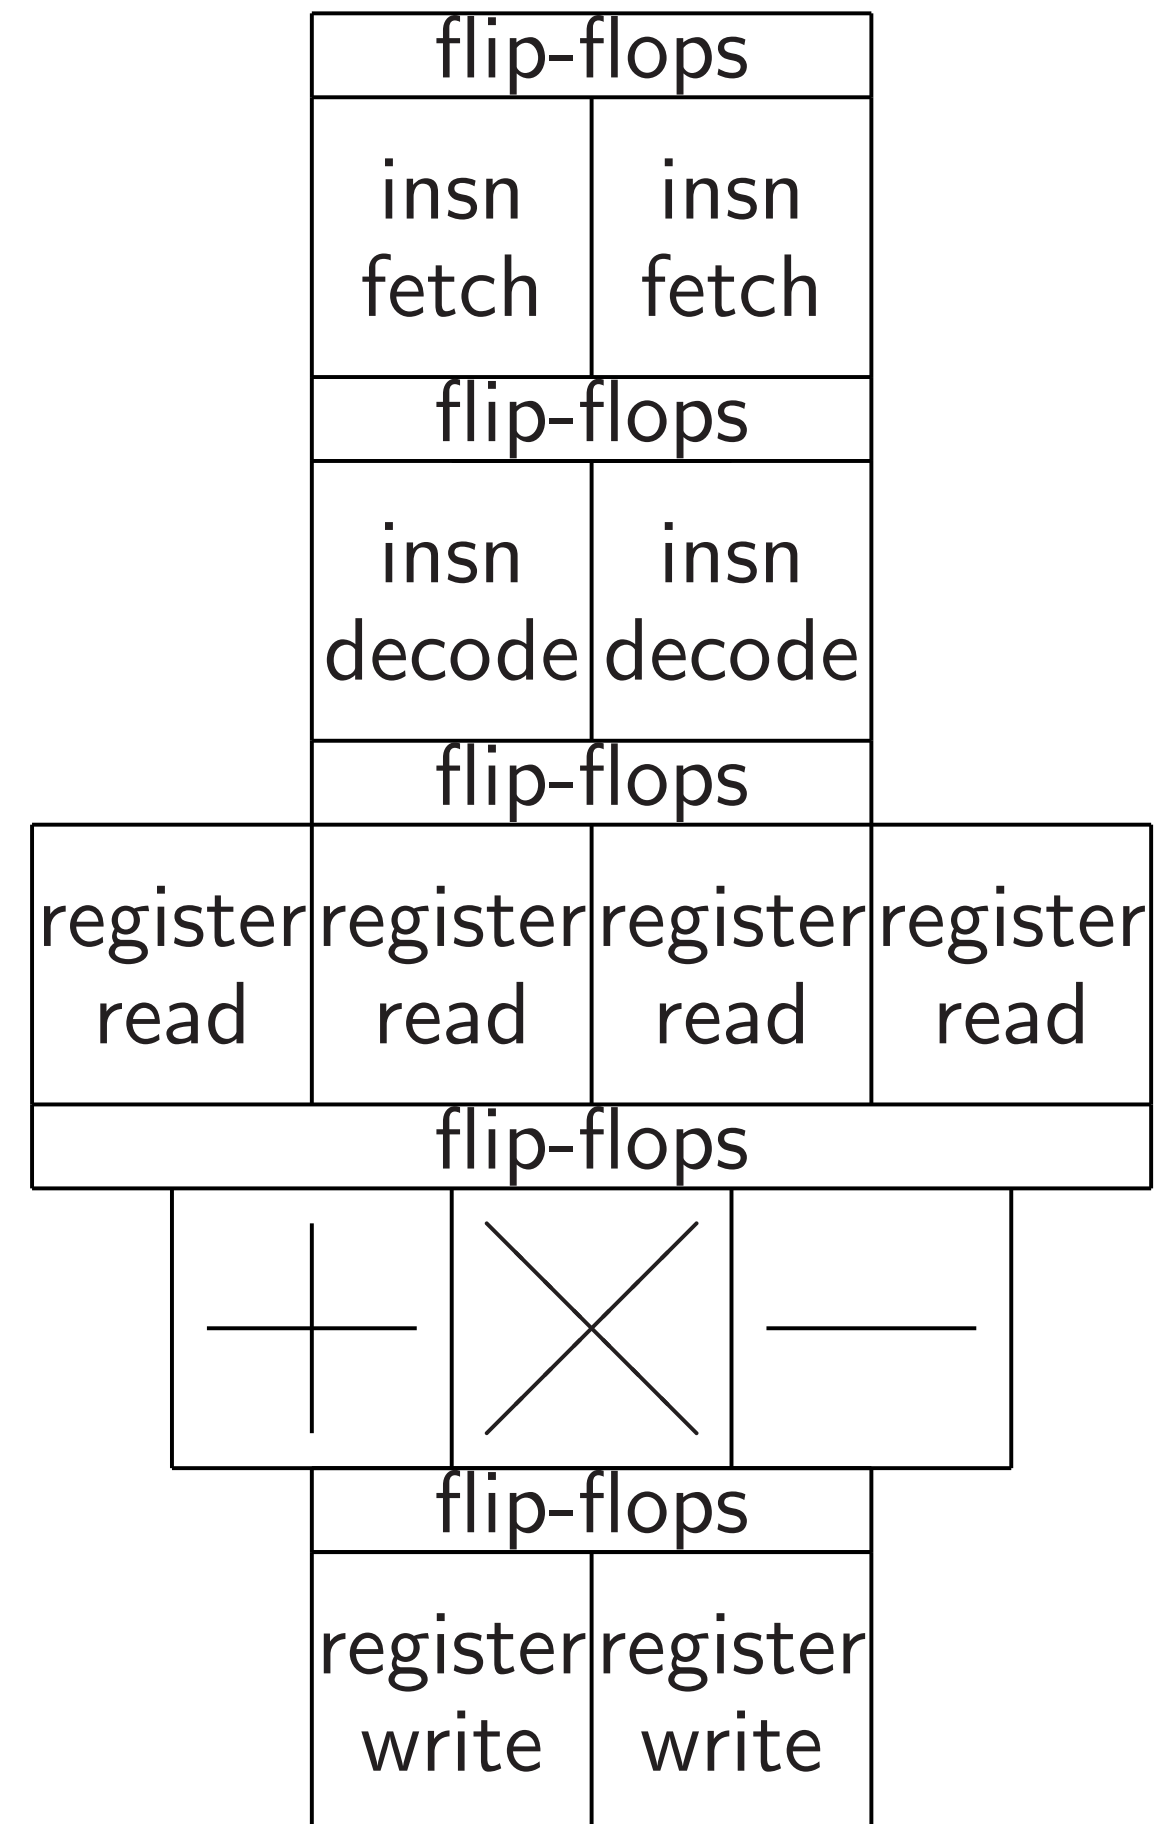 flip-flops
insn insn
fetch fetch
flip-flops
insn insn
decode decode
flip-flops
register register register register
read read read read
flip-flops
flip-flops
register register
write write